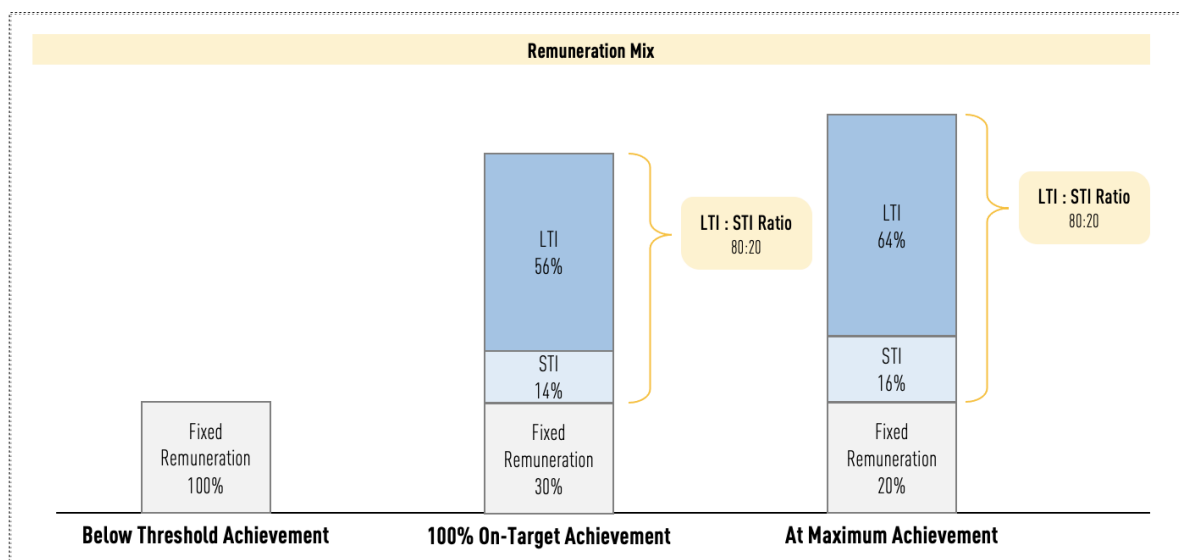 Remuneration Mix
Fixed
Remuneration
100%
Below Threshold Achievement
LTI
56%
STI
14%
Fixed
Remuneration
30%
100% On-Target Achievement
LTI : STI Ratio
80:20
LTI
64%
STI
16%
Fixed
Remuneration
20%
At Maximum Achievement
LTI : STI Ratio
80:20